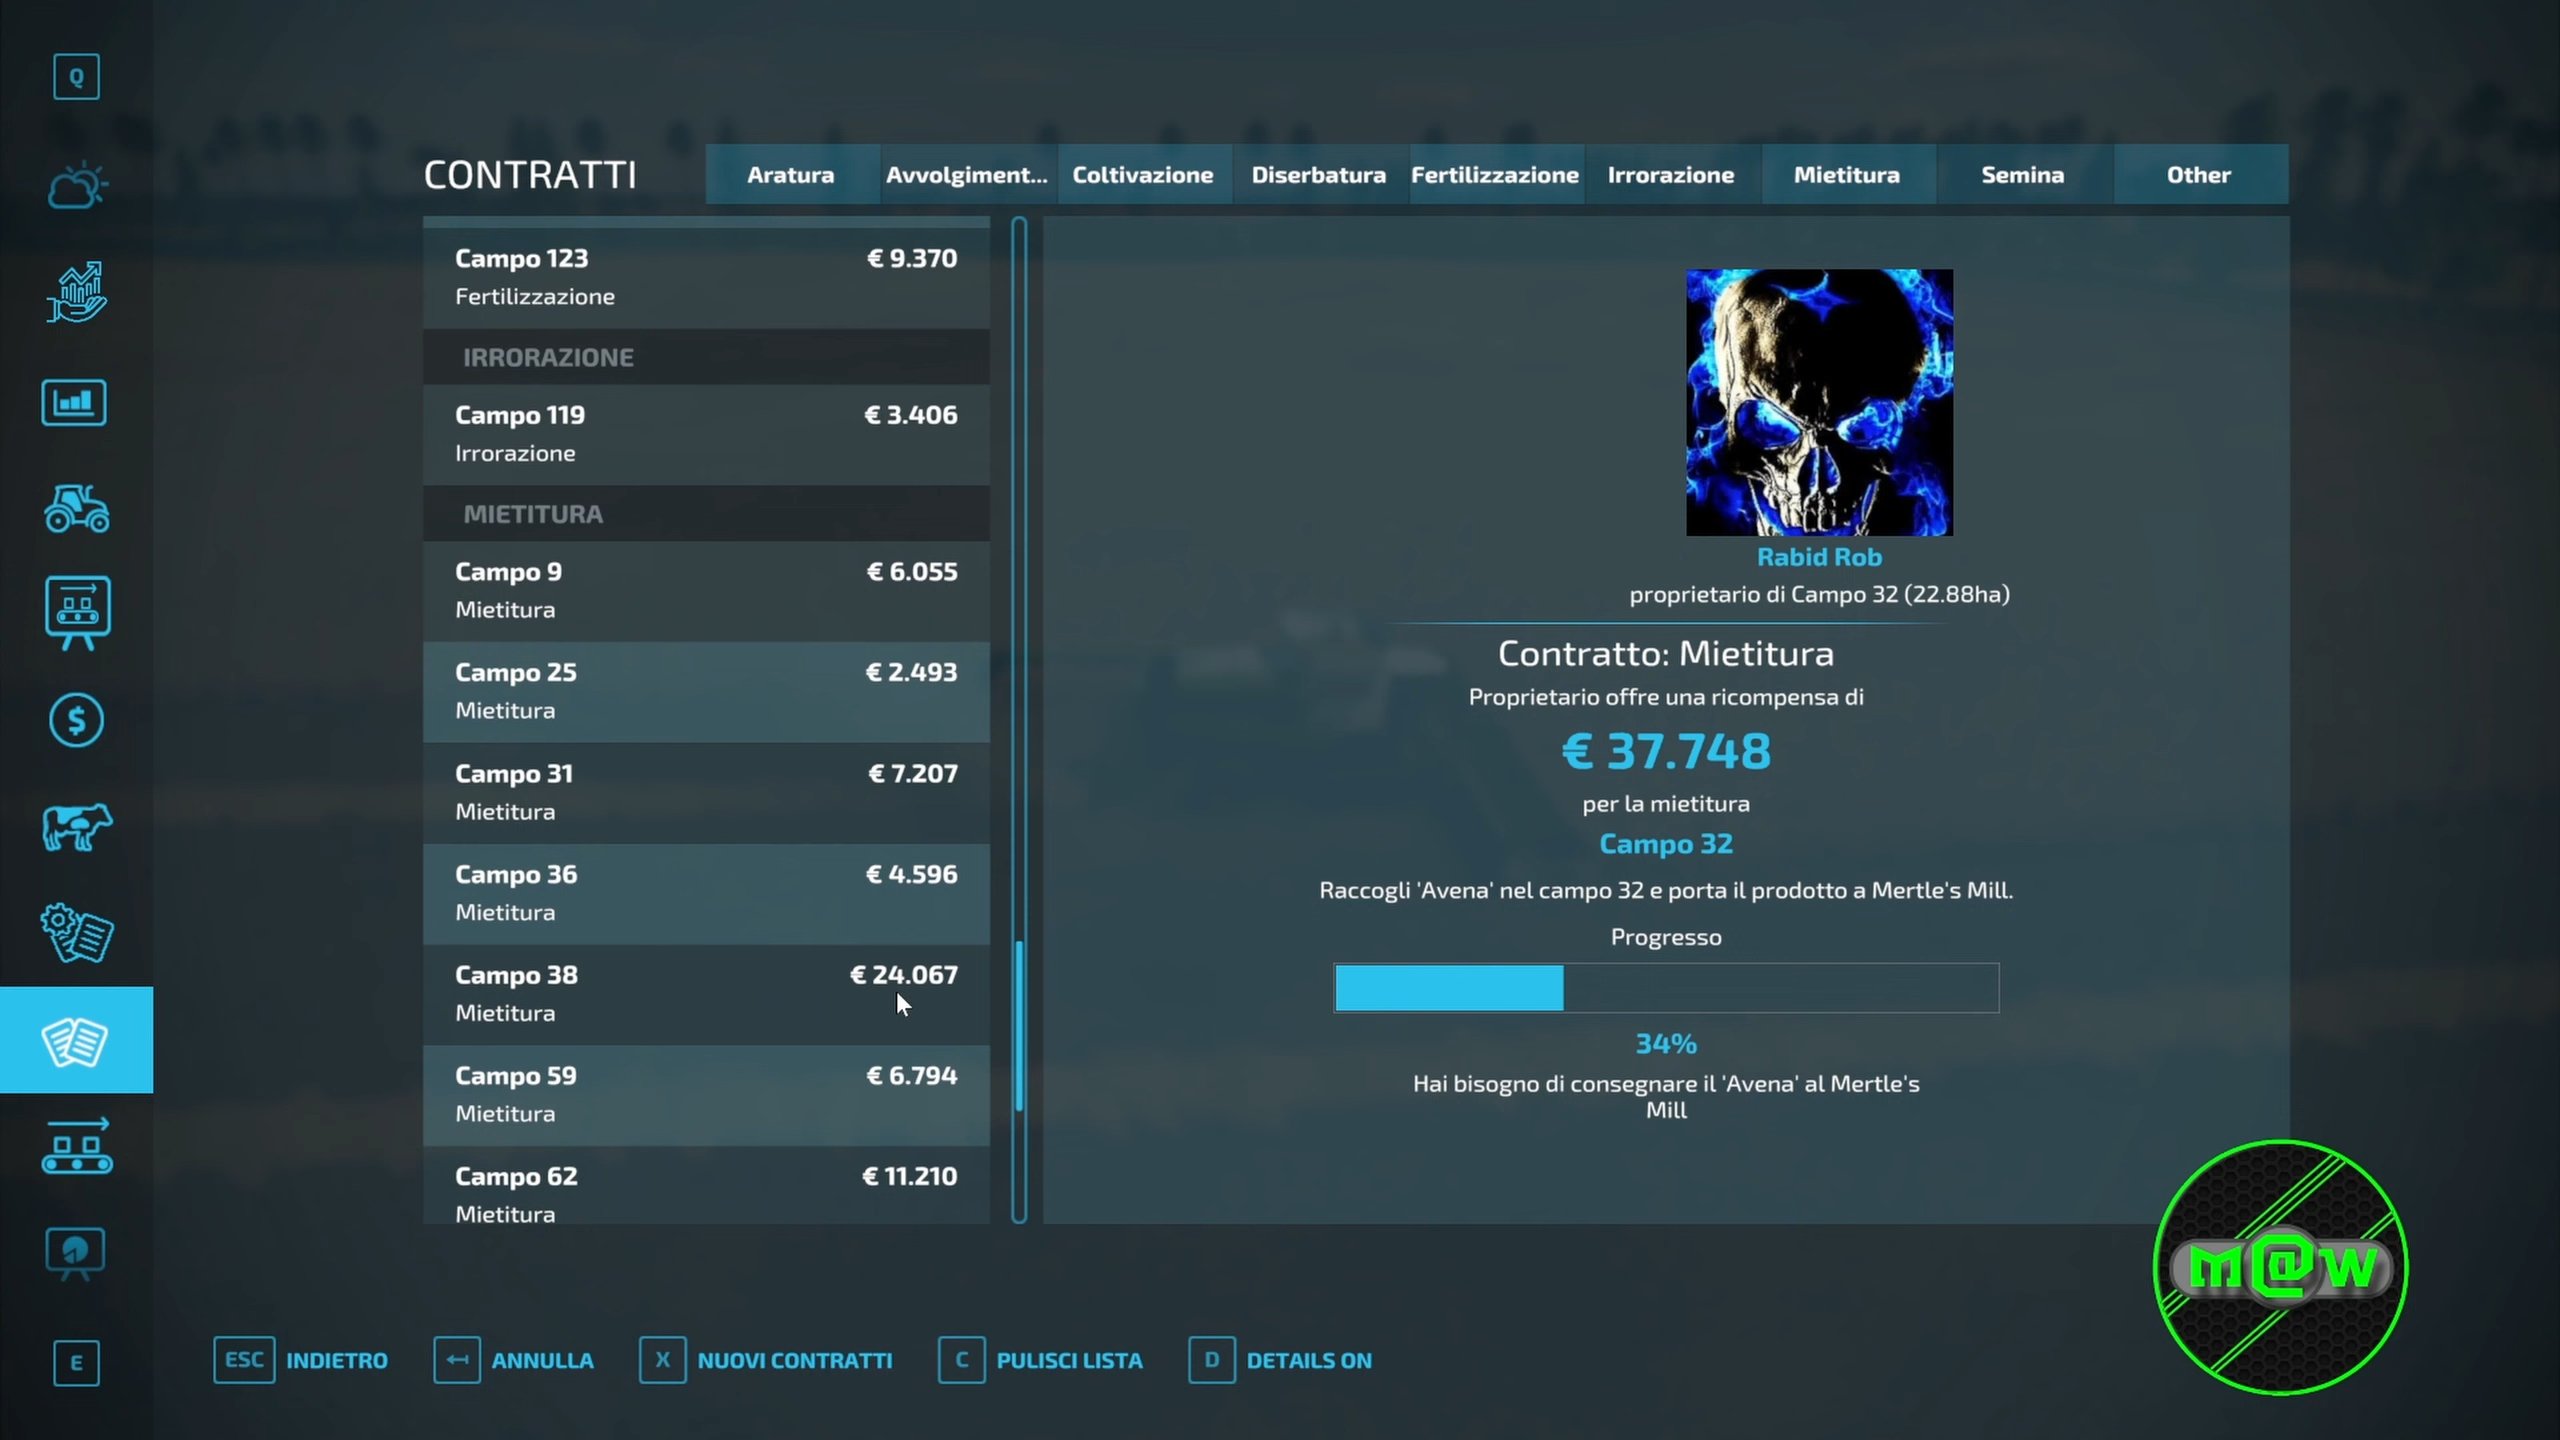 Q
CONTRATTI
Aratura
Avvolgiment...
Coltivazione
Diserbatura
Fertilizzazione
Irrorazione
Mietitura
Semina
Other
Campo 123 € 9.370
Fertilizzazione
IRRORAZIONE
Campo 119 € 3.406
Irrorazione
MIETITURA
Campo 9 € 6.055
Mietitura
Campo 25 € 2.493
Mietitura
Campo 31 € 7.207
Mietitura
Campo 36 € 4.596
Mietitura
Campo 38 € 24.067
Mietitura
Campo 59 € 6.794
Mietitura
Campo 62 € 11.210
Mietitura
Rabid Rob
proprietario di Campo 32 (22.88ha)
Contratto: Mietitura
Proprietario offre una ricompensa di
€ 37.748
per la mietitura
Campo 32
Raccogli 'Avena' nel campo 32 e porta il prodotto a Mertle's Mill.
Progresso
34%
Hai bisogno di consegnare il 'Avena' al Mertle's
Mill
m@w
E
ESC INDIETRO
ANNULLA
X NUOVI CONTRATTI
C PULISCI LISTA
D DETAILS ON